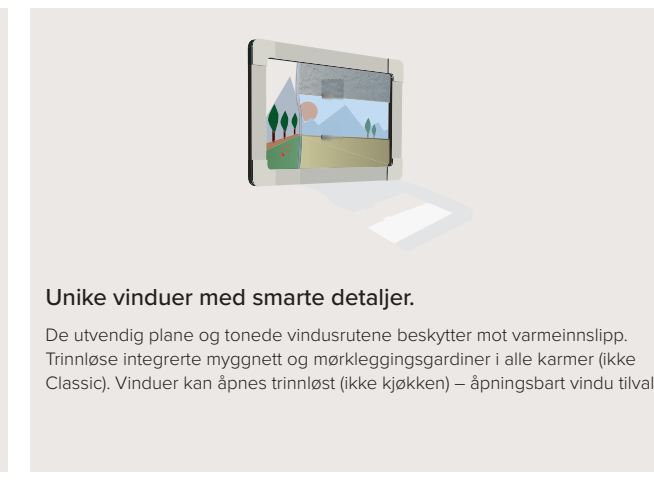 Unike vinduer med smarte detaljer.
De utvendig plane og tonede vindusrutene beskytter mot varmeinnslipp.
Trinnløse integrerte myggnett og mørkleggingsgardiner i alle karmer (ikke
Classic). Vinduer kan åpnes trinnløst (ikke kjøkken) – åpningsbart vindu tilval